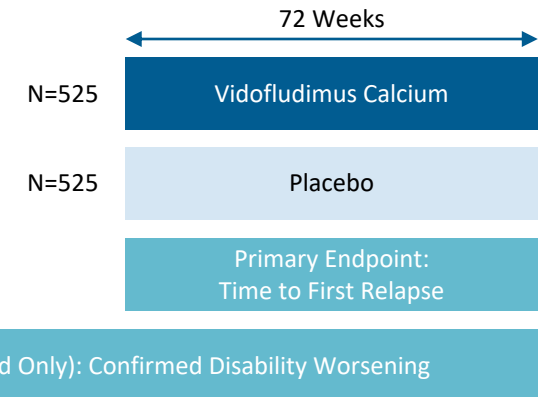 72 Weeks
N=525 Vidofludimus Calcium
N=525 Placebo
Primary Endpoint:
Time to First Relapse
Only): Confirmed Disability Worsening